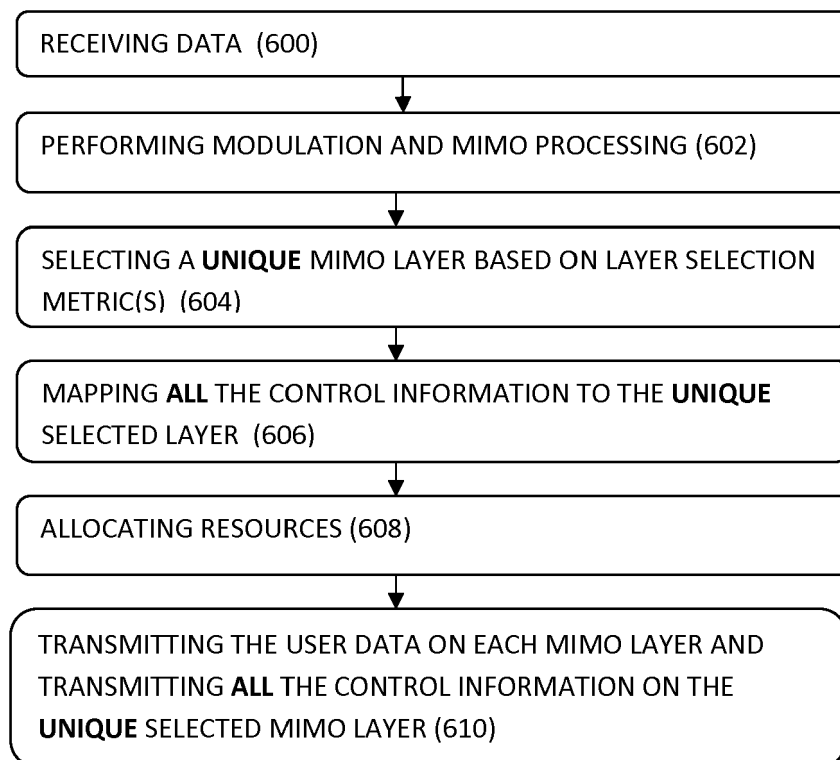 RECEIVING DATA (600)
PERFORMING MODULATION AND MIMO PROCESSING (602)
SELECTING A UNIQUE MIMO LAYER BASED ON LAYER SELECTION
METRIC(S) (604)
MAPPING ALL THE CONTROL INFORMATION TO THE UNIQUE
SELECTED LAYER (606)
ALLOCATING RESOURCES (608)
TRANSMITTING THE USER DATA ON EACH MIMO LAYER AND
TRANSMITTING ALL THE CONTROL INFORMATION ON THE
UNIQUE SELECTED MIMO LAYER (610)